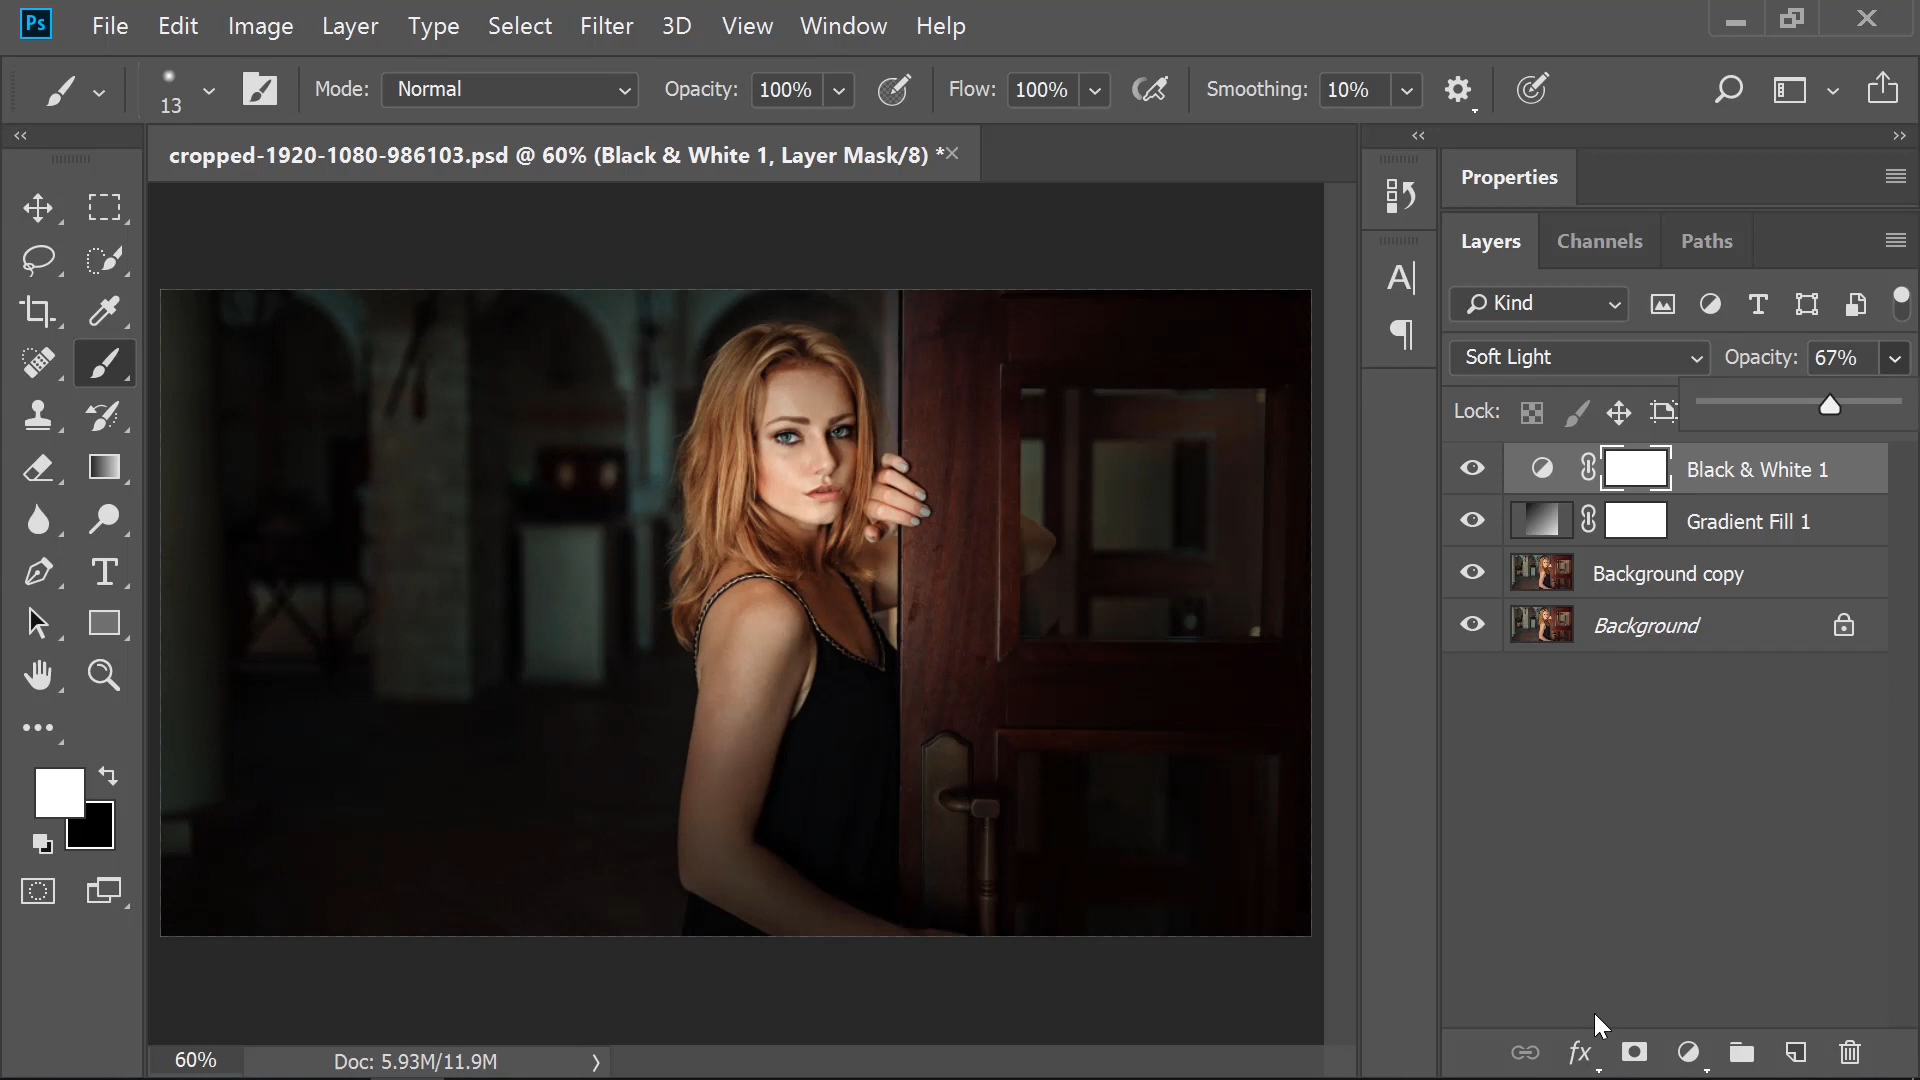 Ps File Edit Image Layer Type Select Filter 3D View Window Help
13 Mode: Normal Opacity: 100% Flow: 100% Smoothing: 10%
cropped-1920-1080-986103.psd @ 60% (Black & White 1, Layer Mask/8) *
Properties
Layers Channels Paths
Kind
Soft Light Opacity: 67%
Lock:
Black & White 1
Gradient Fill 1
Background copy
Background
60% Doc: 5.93M/11.9M